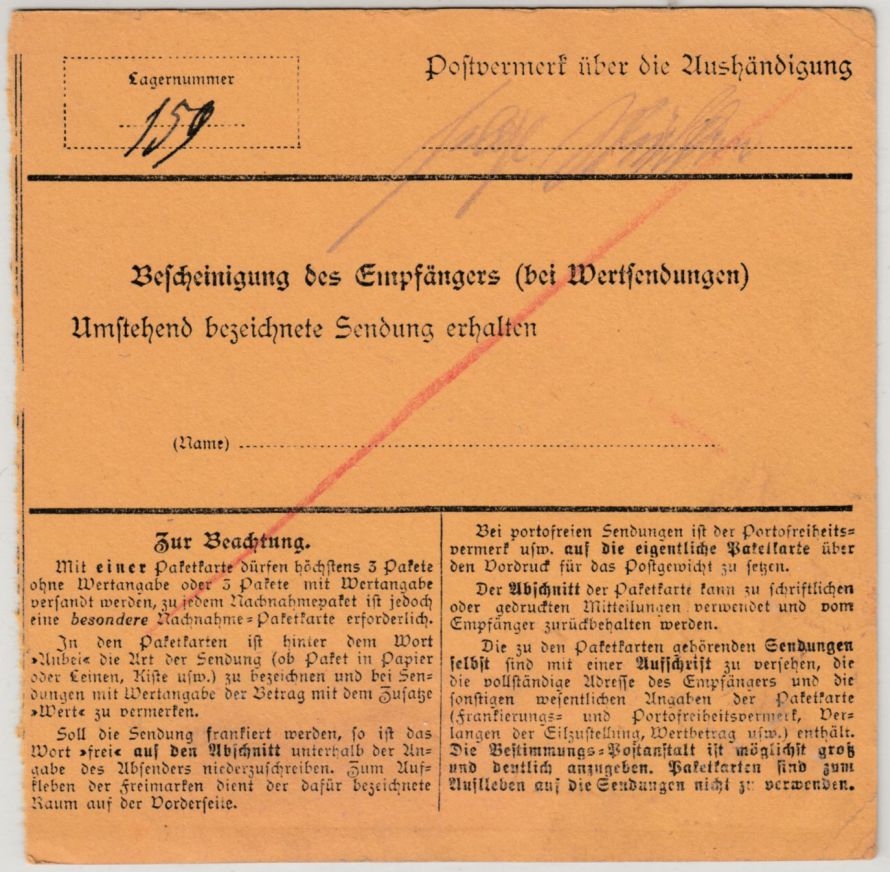 Lagernummer
159
Postvermerk über die Aushändigung
Bescheinigung des Empfängers (bei Wertsendungen)
Umstehend bezeichnete Sendung erhalten
(Name)
Zur Beachtung.
Mit einer Paketkarte dürfen höchstens 3 Pakete
ohne Wertangabe oder 3 Pakete mit Wertangabe
versandt werden, zu jedem Nachnahmepaket ist jedoch
eine besondere Nachnahme-Paketkarte erforderlich.
In den Paketkarten ist hinter dem Wort
»Anbei« die Art der Sendung (ob Paket in Papier
oder Leinen, Kiste usw.) zu bezeichnen und bei Sen-
dungen mit Wertangabe der Betrag mit dem Zusatze
»Wert« zu vermerken.
Soll die Sendung frankiert werden, so ist das
Wort »frei« auf den Abschnitt unterhalb der An-
gabe des Absenders niederzuschreiben. Zum Auf-
kleben der Freimarken dient der dafür bezeichnete
Raum auf der Vorderseite.
Bei portofreien Sendungen ist der Portofreiheits-
vermerk usw. auf die eigentliche Paketkarte über
den Vordruck für das Postgewicht zu setzen.
Der Abschnitt der Paketkarte kann zu schriftlichen
oder gedruckten Mitteilungen verwendet und vom
Empfänger zurückbehalten werden.
Die zu den Paketkarten gehörenden Sendungen
selbst sind mit einer Aufschrift zu versehen, die
die vollständige Adresse des Empfängers und die
sonstigen wesentlichen Angaben der Paketkarte
(Frankierungs- und Portofreiheitsvermerk, Ver-
langen der Eilzustellung, Wertbetrag usw.) enthält.
Die Bestimmungs-Postanstalt ist möglichst groß
und deutlich anzugeben. Paketkarten sind zum
Aufkleben auf die Sendungen nicht zu verwenden.